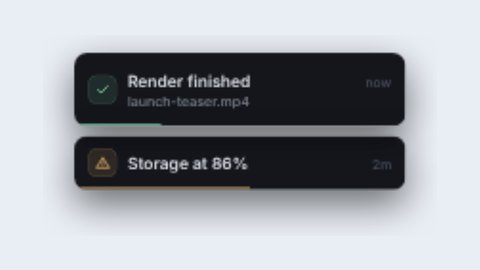 Render finished
now
launch-teaser.mp4
Storage at 86%
2m